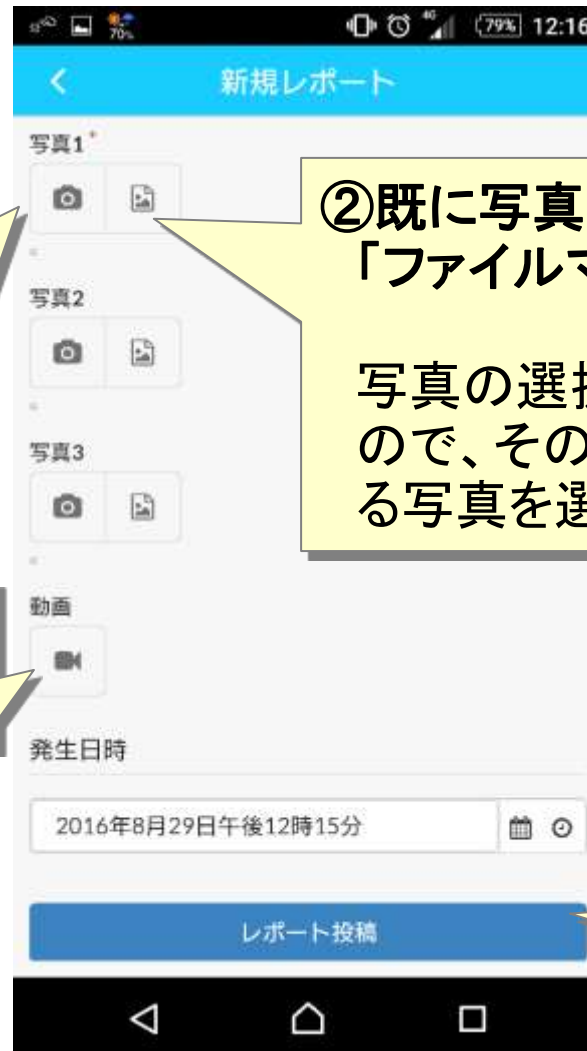 70%
4G 79% 12:16
新規レポート
写真1*
②既に写真
「ファイルマ
写真の選択
ので、その
る写真を選
写真2
写真3
動画
発生日時
2016年8月29日午後12時15分
レポート投稿